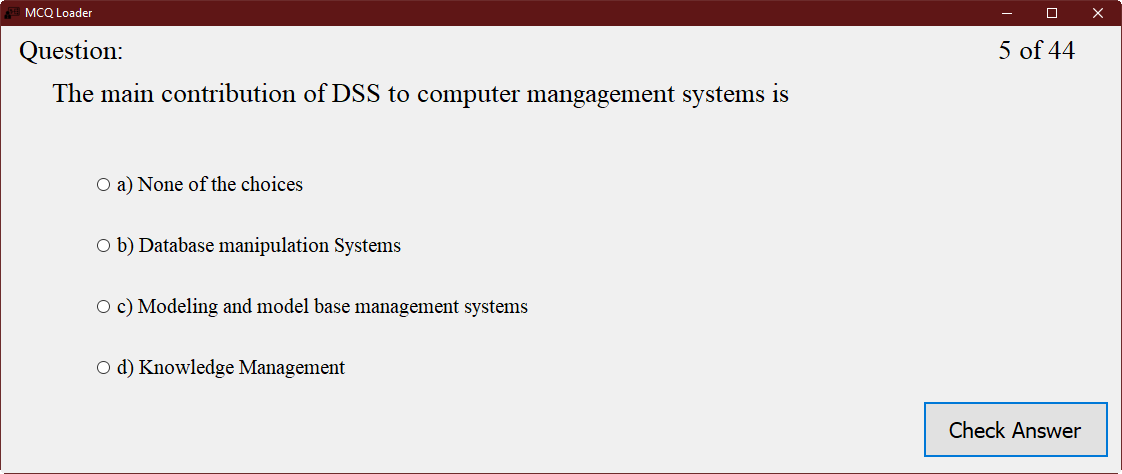 MCQ Loader
Question:
5 of 44
The main contribution of DSS to computer mangagement systems is
a) None of the choices
b) Database manipulation Systems
c) Modeling and model base management systems
d) Knowledge Management
Check Answer